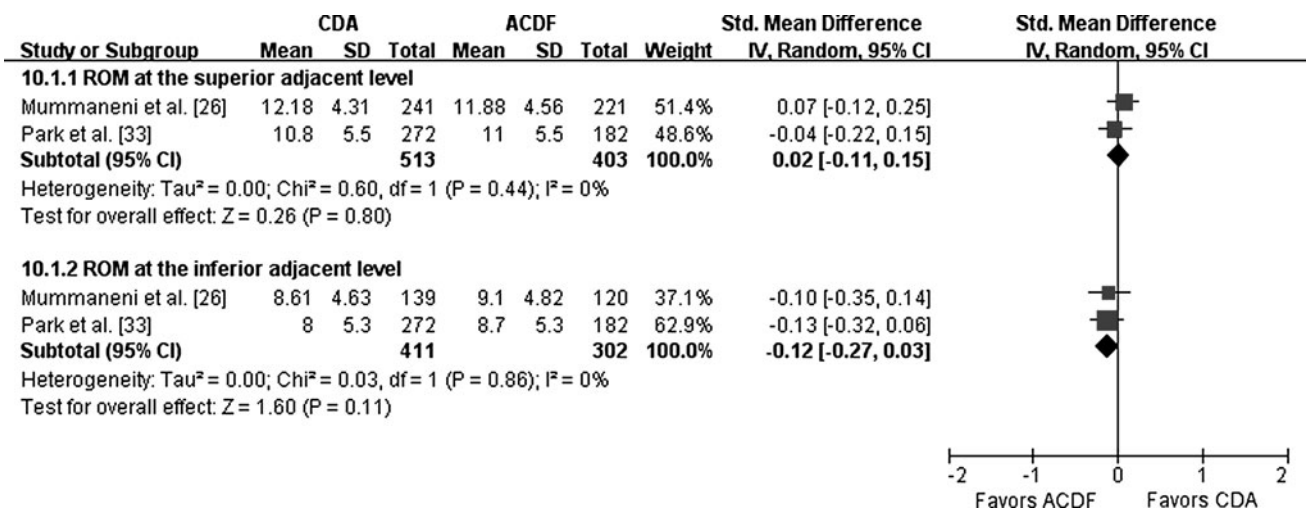 CDA ACDF Std. Mean Difference Std. Mean Difference
Study or Subgroup Mean SD Total Mean SD Total Weight IV, Random, 95% CI IV, Random, 95% CI
10.1.1 ROM at the superior adjacent level
Mummaneni et al. [26] 12.18 4.31 241 11.88 4.56 221 51.4% 0.07 [-0.12, 0.25]
Park et al. [33] 10.8 5.5 272 11 5.5 182 48.6% -0.04 [-0.22, 0.15]
Subtotal (95% CI) 513 403 100.0% 0.02 [-0.11, 0.15]
Heterogeneity: Tau² = 0.00; Chi² = 0.60, df = 1 (P = 0.44); I² = 0%
Test for overall effect: Z = 0.26 (P = 0.80)
10.1.2 ROM at the inferior adjacent level
Mummaneni et al. [26] 8.61 4.63 139 9.1 4.82 120 37.1% -0.10 [-0.35, 0.14]
Park et al. [33] 8 5.3 272 8.7 5.3 182 62.9% -0.13 [-0.32, 0.06]
Subtotal (95% CI) 411 302 100.0% -0.12 [-0.27, 0.03]
Heterogeneity: Tau² = 0.00; Chi² = 0.03, df = 1 (P = 0.86); I² = 0%
Test for overall effect: Z = 1.60 (P = 0.11)
-2 -1 0 1 2
Favors ACDF Favors CDA